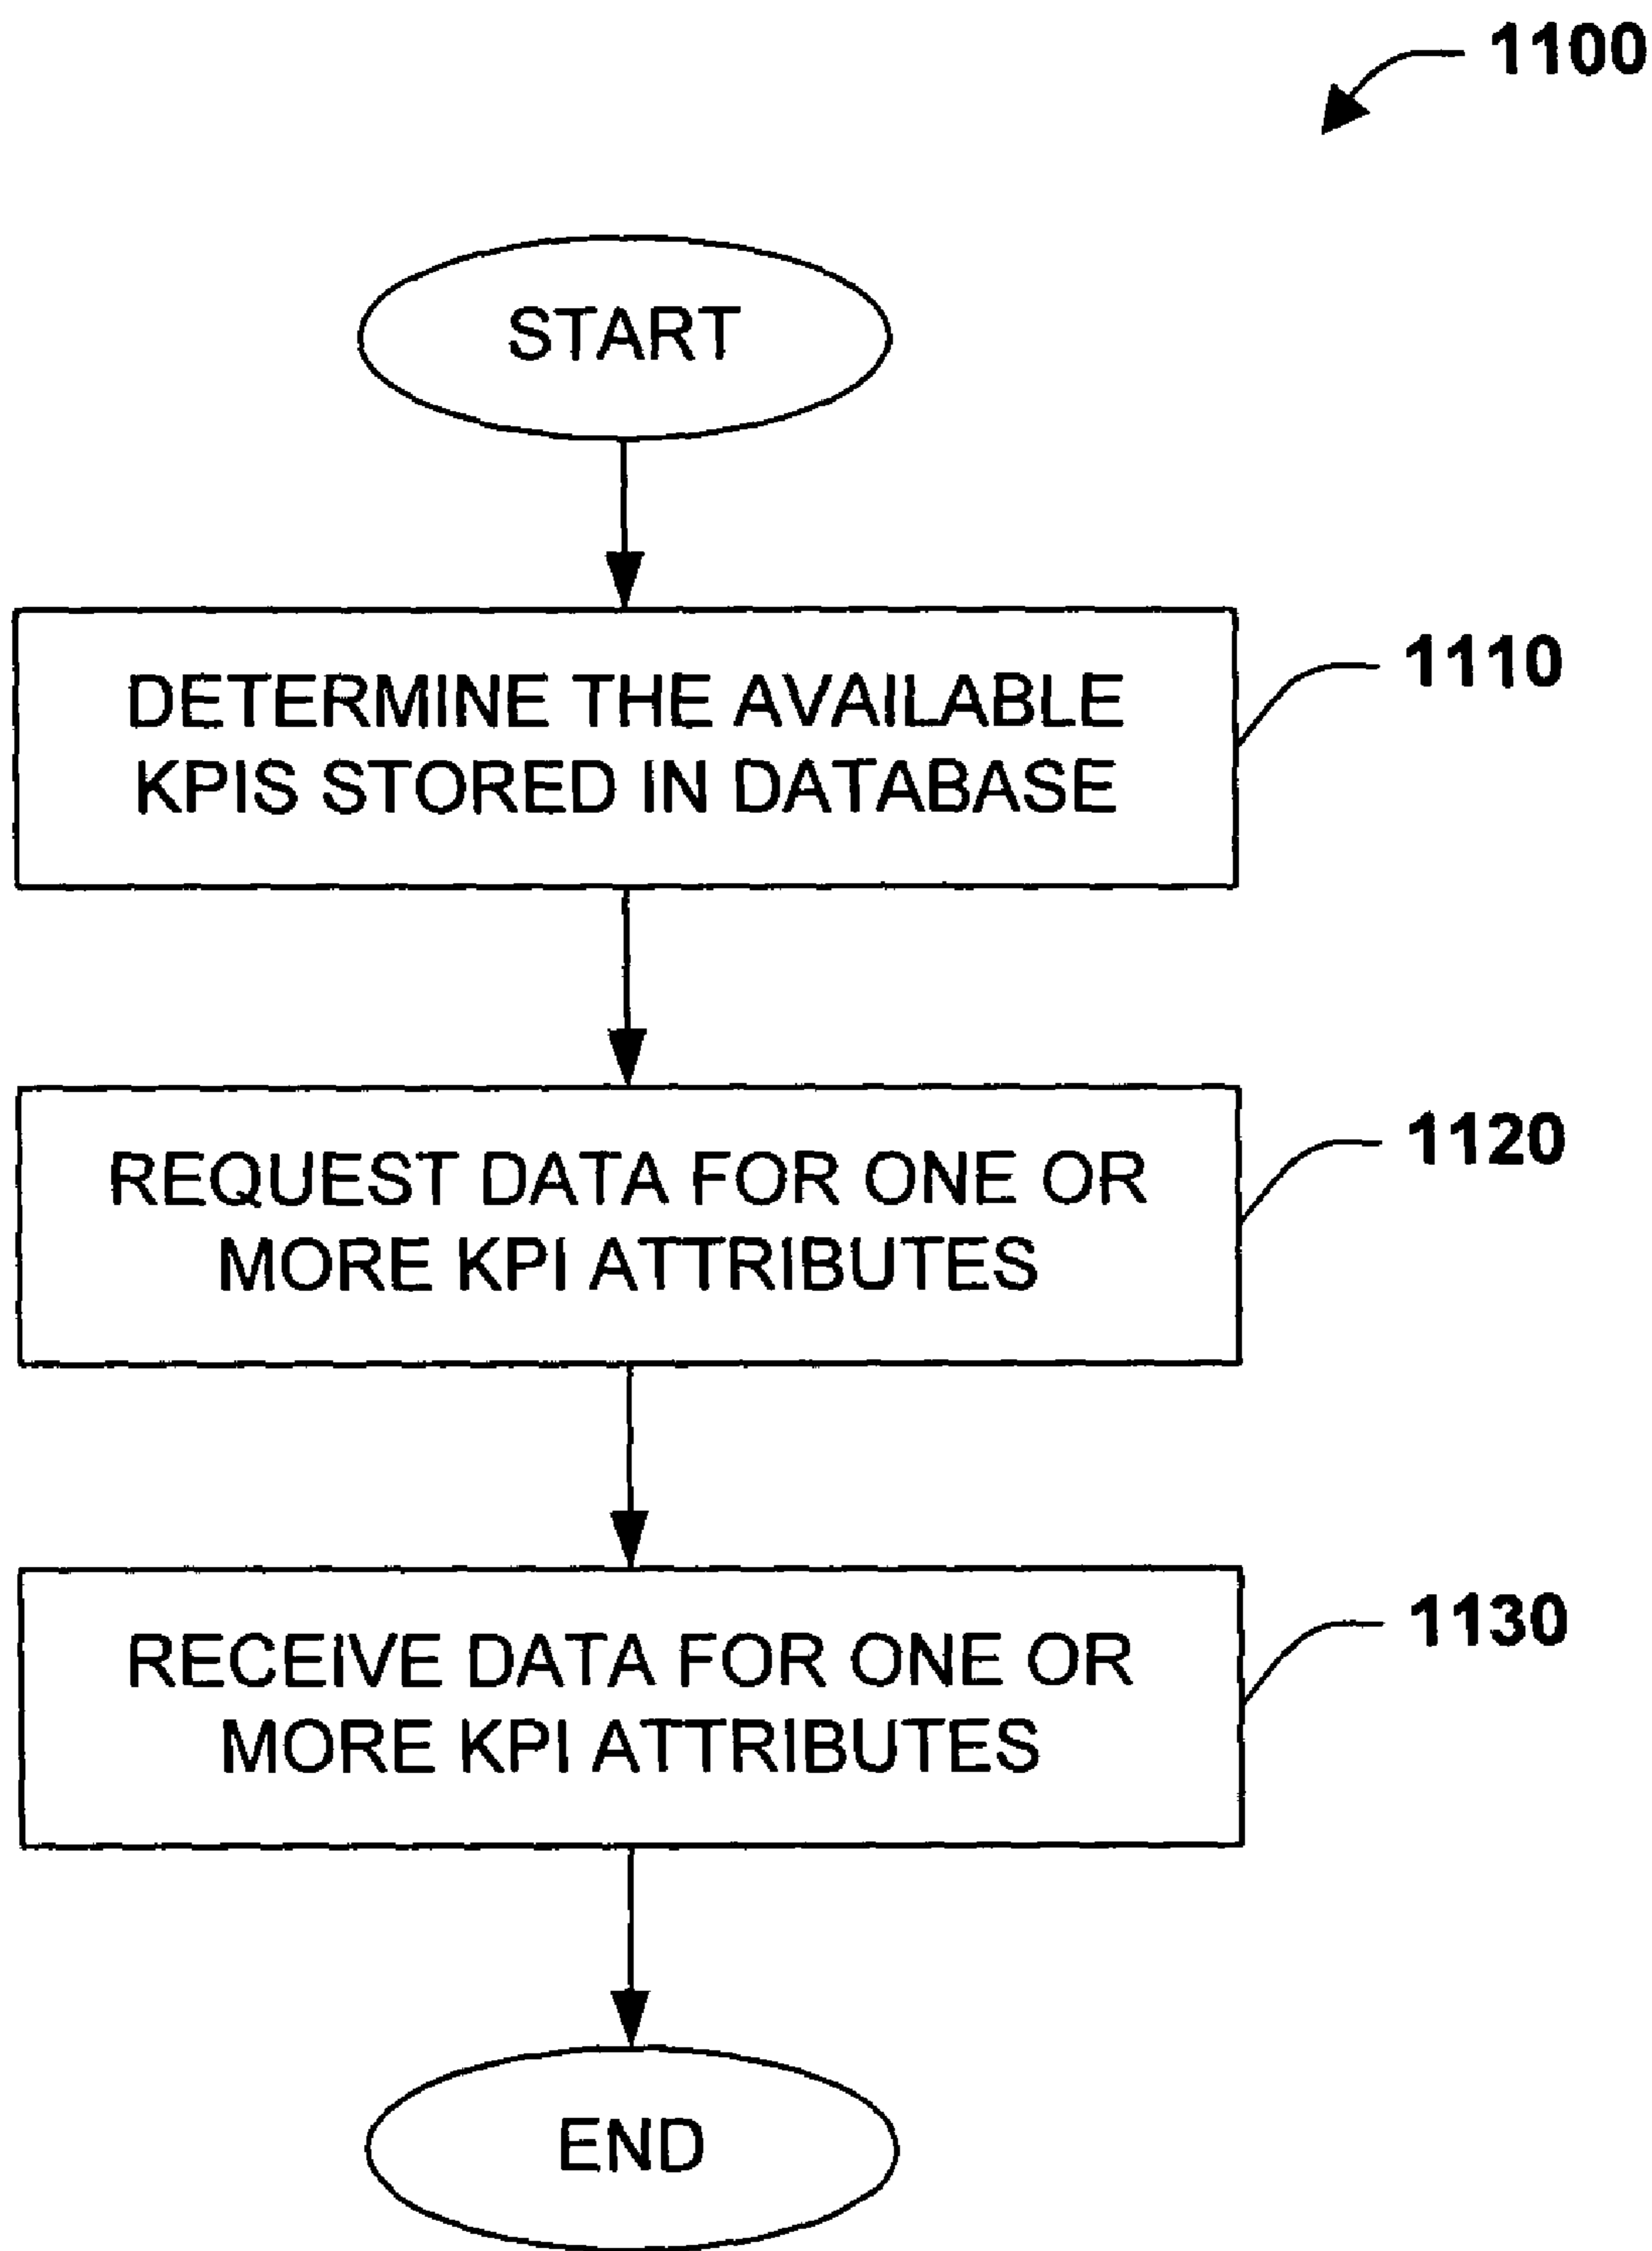 1100
START
DETERMINE THE AVAILABLE
KPIS STORED IN DATABASE
1110
REQUEST DATA FOR ONE OR
MORE KPI ATTRIBUTES
1120
RECEIVE DATA FOR ONE OR
MORE KPI ATTRIBUTES
1130
END